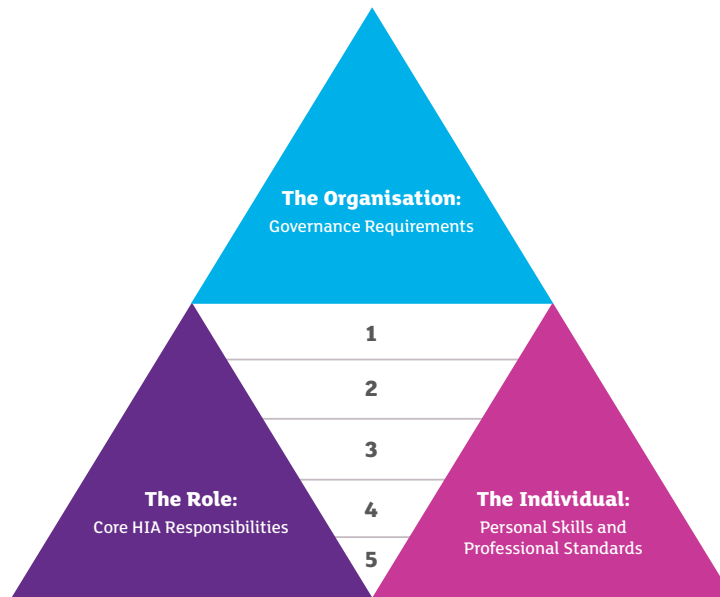 The Organisation:
Governance Requirements
1
2
3
4
5
The Role:
Core HIA Responsibilities
The Individual:
Personal Skills and
Professional Standards